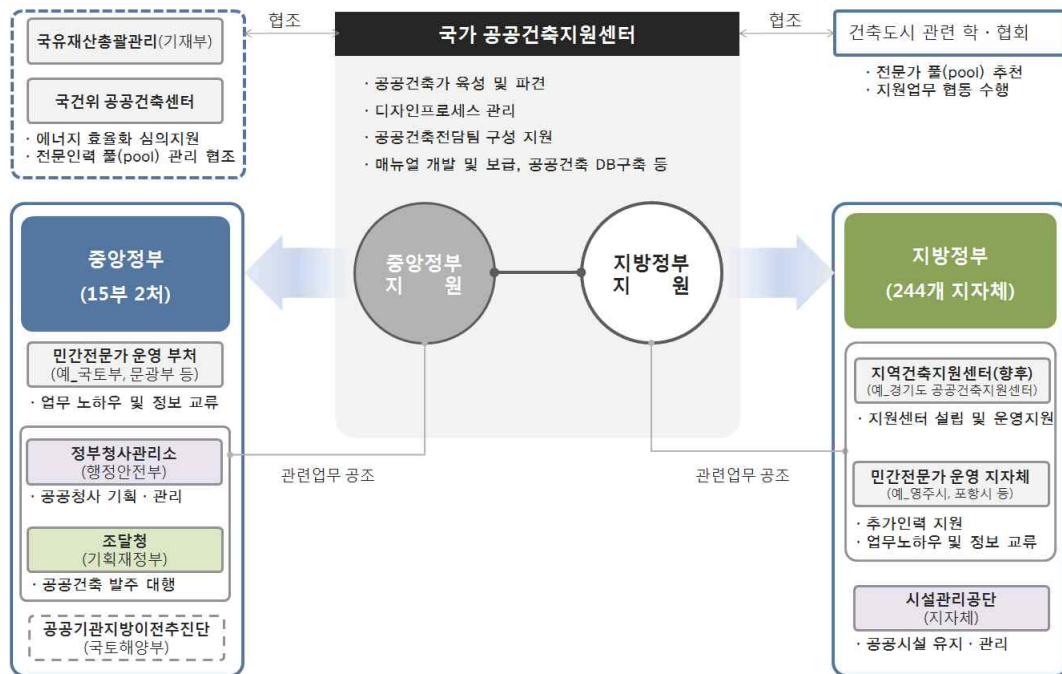 협조
협조
국유재산총괄관리(기재부)
국건위 공공건축센터
· 에너지 효율화 심의지원
· 전문인력 풀(pool) 관리 협조
국가 공공건축지원센터
· 공공건축가 육성 및 파견
· 디자인프로세스 관리
· 공공건축전담팀 구성 지원
· 매뉴얼 개발 및 보급, 공공건축 DB구축 등
건축도시 관련 학 · 협회
· 전문가 풀(pool) 추천
· 지원업무 협동 수행
중앙정부
(15부 2처)
민간전문가 운영 부처
(예_국토부, 문광부 등)
· 업무 노하우 및 정보 교류
정부청사관리소
(행정안전부)
· 공공청사 기획 · 관리
조달청
(기획재정부)
· 공공건축 발주 대행
공공기관지방이전추진단
(국토해양부)
중앙정부
지 원
지방정부
지 원
관련업무 공조
관련업무 공조
지방정부
(244개 지자체)
지역건축지원센터(향후)
(예_경기도 공공건축지원센터)
· 지원센터 설립 및 운영지원
민간전문가 운영 지자체
(예_영주시, 포항시 등)
· 추가인력 지원
· 업무노하우 및 정보 교류
시설관리공단
(지자체)
· 공공시설 유지 · 관리